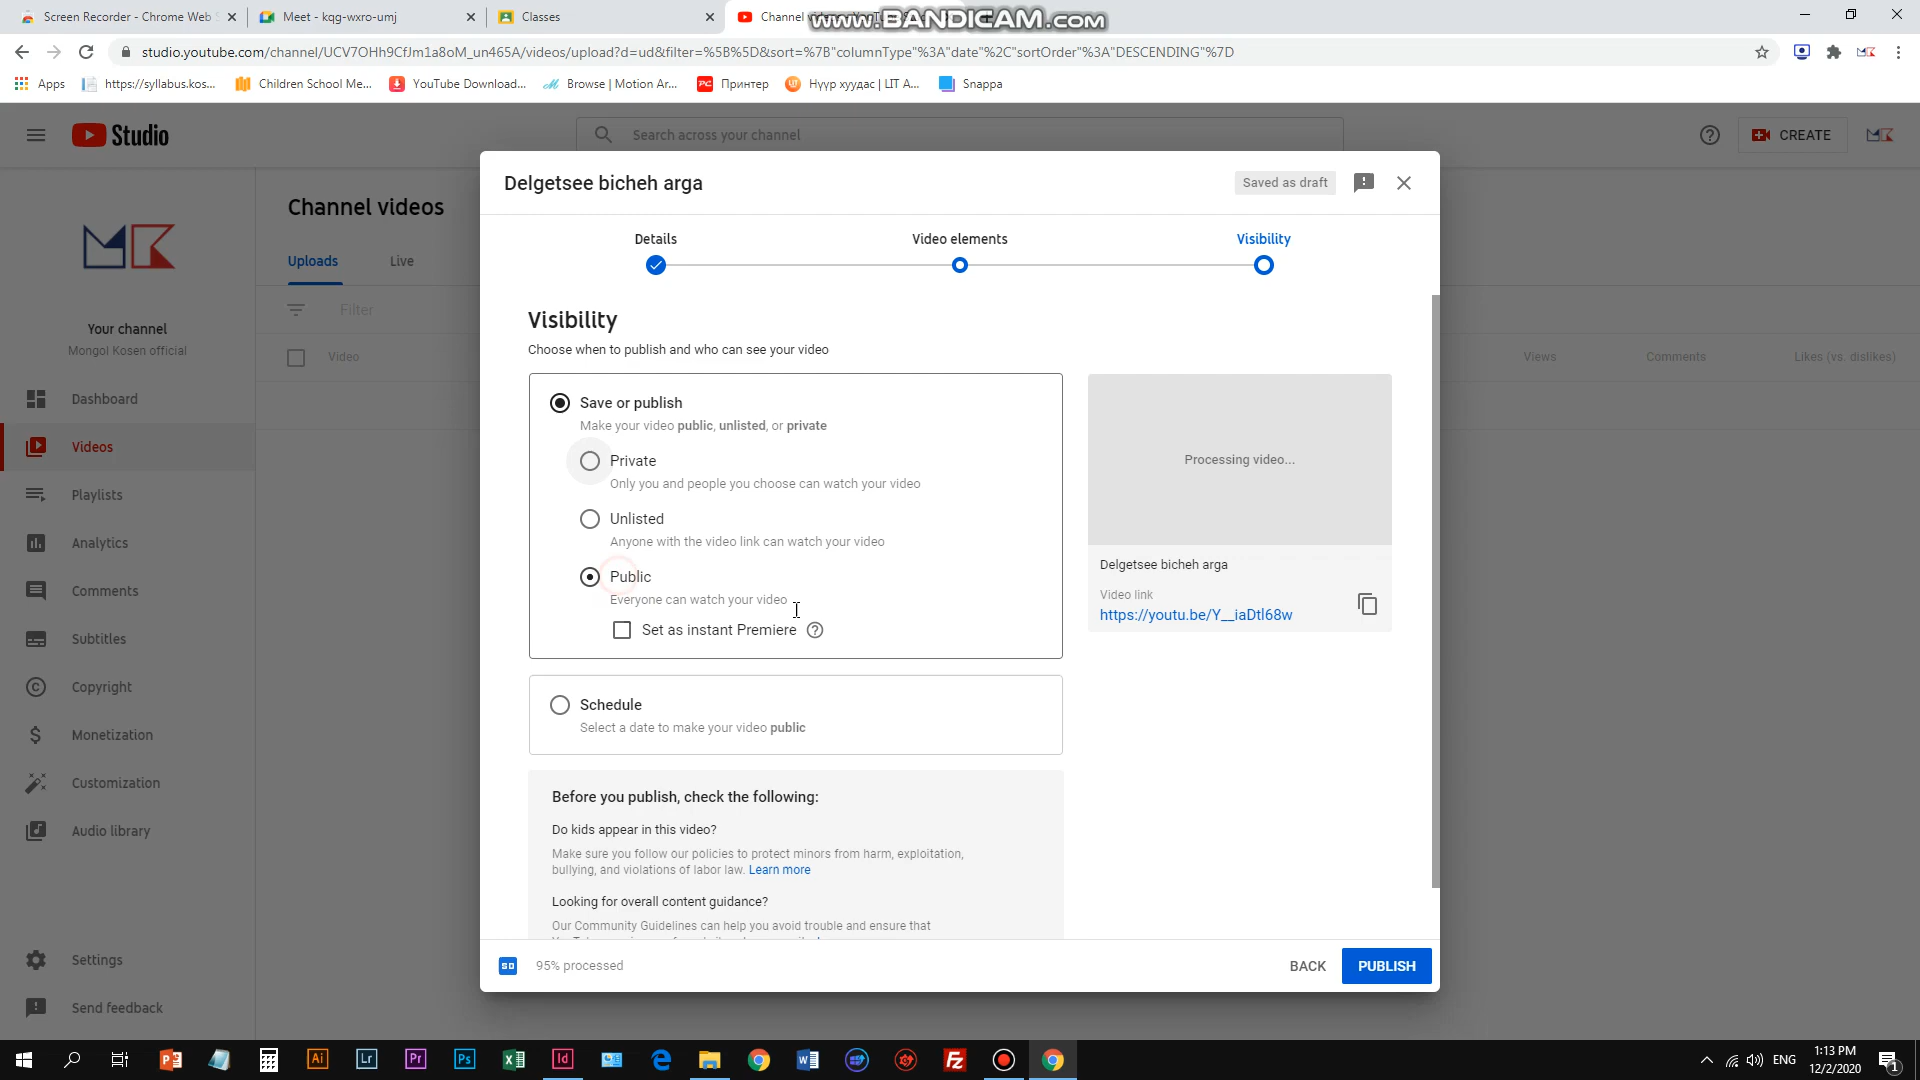 Screen Recorder - Chrome Web
Meet - kqg-wxro-umj
Classes
www.BANDICAM.com
studio.youtube.com/channel/UCV7OHh9CfJm1a8oM_un465A/videos/upload?d=ud&filter=%5B%5D&sort=%7B"columnType"%3A"date"%2C"sortOrder"%3A"DESCENDING"%7D
Apps
https://syllabus.kos...
Children School Me...
YouTube Download...
Browse | Motion Ar...
Принтер
Нүүр хуудас | ЦТ А...
Snappa
Studio
Search across your channel
CREATE
Channel videos
Uploads
Live
Filter
Video
Views
Comments
Likes (vs. dislikes)
Your channel
Mongol Kosen official
Dashboard
Videos
Playlists
Analytics
Comments
Subtitles
Copyright
Monetization
Customization
Audio library
Settings
Send feedback
Delgetsee bicheh arga
Saved as draft
Details
Video elements
Visibility
Visibility
Choose when to publish and who can see your video
Save or publish
Make your video public, unlisted, or private
Private
Only you and people you choose can watch your video
Unlisted
Anyone with the video link can watch your video
Public
Everyone can watch your video
Set as instant Premiere
Schedule
Select a date to make your video public
Before you publish, check the following:
Do kids appear in this video?
Make sure you follow our policies to protect minors from harm, exploitation,
bullying, and violations of labor law. Learn more
Looking for overall content guidance?
Our Community Guidelines can help you avoid trouble and ensure that
Processing video...
Delgetsee bicheh arga
Video link
https://youtu.be/Y__iaDtl68w
95% processed
BACK
PUBLISH
ENG
1:13 PM
12/2/2020
1